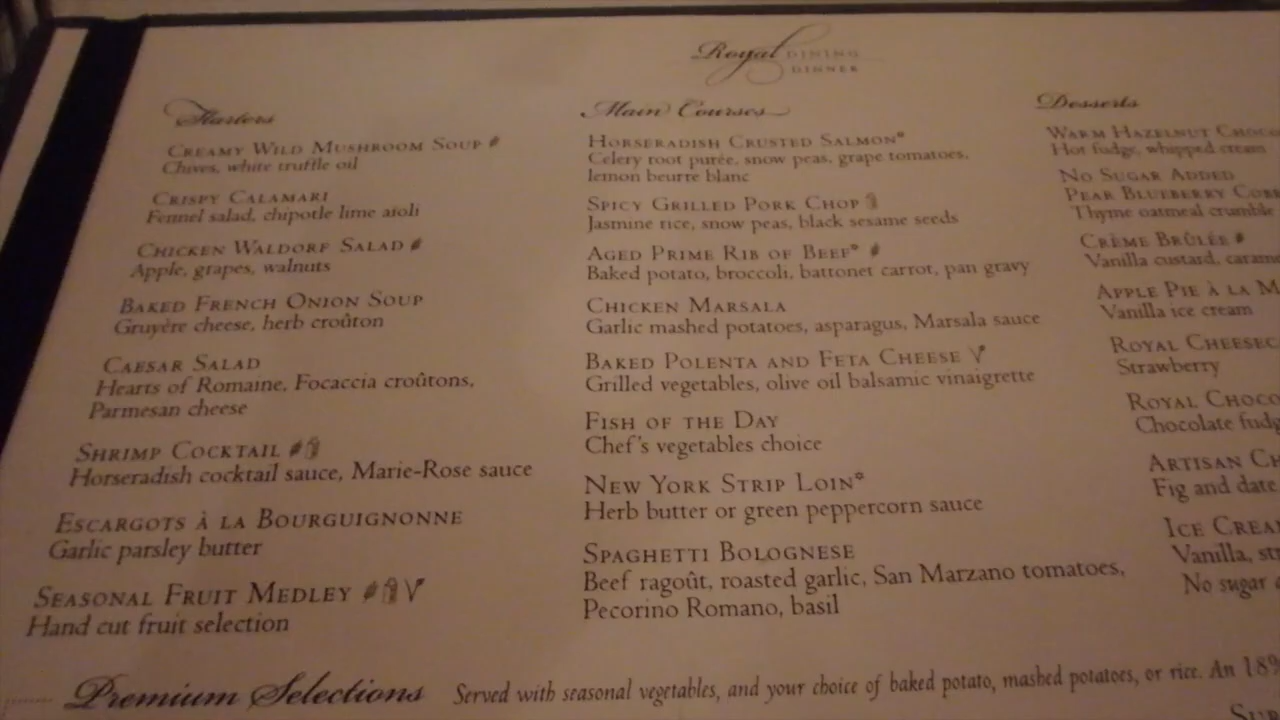 Royal DINING
DINNER
Starters
CREAMY WILD MUSHROOM SOUP
Chives, white truffle oil
CRISPY CALAMARI
Fennel salad, chipotle lime aioli
CHICKEN WALDORF SALAD
Apple, grapes, walnuts
BAKED FRENCH ONION SOUP
Gruyère cheese, herb croûton
CAESAR SALAD
Hearts of Romaine, Focaccia croûtons,
Parmesan cheese
SHRIMP COCKTAIL
Horseradish cocktail sauce, Marie-Rose sauce
ESCARGOTS À LA BOURGUIGNONNE
Garlic parsley butter
SEASONAL FRUIT MEDLEY
Hand cut fruit selection
Main Courses
HORSERADISH CRUSTED SALMON*
Celery root purée, snow peas, grape tomatoes,
lemon beurre blanc
SPICY GRILLED PORK CHOP
Jasmine rice, snow peas, black sesame seeds
AGED PRIME RIB OF BEEF*
Baked potato, broccoli, battonet carrot, pan gravy
CHICKEN MARSALA
Garlic mashed potatoes, asparagus, Marsala sauce
BAKED POLENTA AND FETA CHEESE
Grilled vegetables, olive oil balsamic vinaigrette
FISH OF THE DAY
Chef's vegetables choice
NEW YORK STRIP LOIN*
Herb butter or green peppercorn sauce
SPAGHETTI BOLOGNESE
Beef ragoût, roasted garlic, San Marzano tomatoes,
Pecorino Romano, basil
Desserts
WARM HAZELNUT
Hot fudge, whipped cream
NO SUGAR ADDED
PEAR BLUEBERRY
Thyme oatmeal crumble
CRÈME BRÛLÉE
Vanilla custard,
APPLE PIE À LA
Vanilla ice cream
ROYAL
Strawberry
ROYAL
Chocolate
ARTISAN
Fig and date
ICE
Vanilla,
No sugar
Premium Selections Served with seasonal vegetables, and your choice of baked potato, mashed potatoes, or rice. An 18%